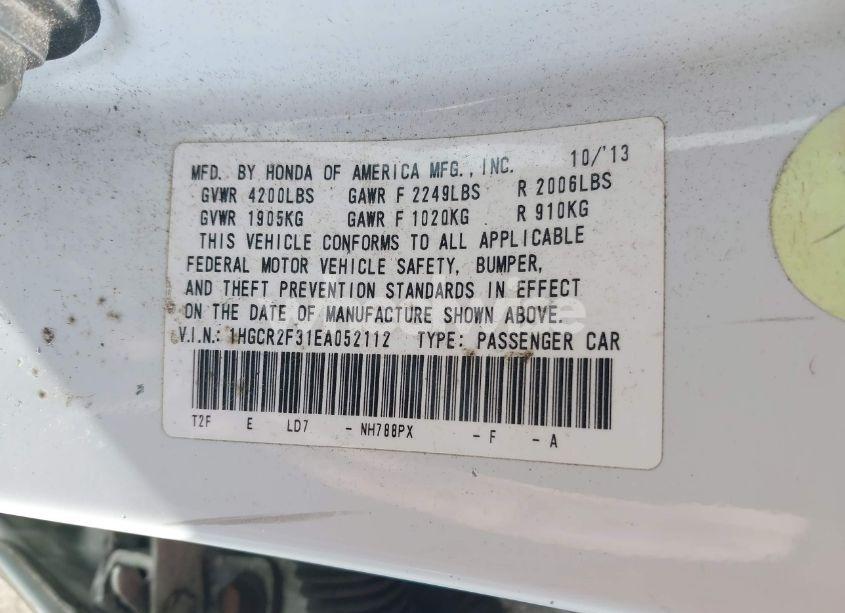 MFD. BY HONDA OF AMERICA MFG., INC. 10/'13
GVWR 4200LBS GAWR F 2249LBS R 2006LBS
GVWR 1905KG GAWR F 1020KG R 910KG
THIS VEHICLE CONFORMS TO ALL APPLICABLE
FEDERAL MOTOR VEHICLE SAFETY, BUMPER,
AND THEFT PREVENTION STANDARDS IN EFFECT
ON THE DATE OF MANUFACTURE SHOWN ABOVE.
V.I.N.: 1HGCR2F31EA052112 TYPE: PASSENGER CAR
T2F E LD7 - NH788PX - F - A